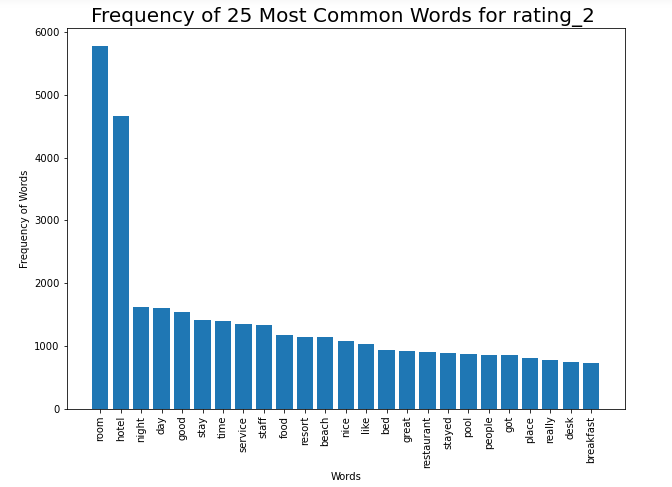 Frequency of 25 Most Common Words for rating_2
Frequency of Words
6000
5000
4000
3000
2000
1000
0
room
hotel
night
day
good
stay
time
service
staff
food
resort
beach
nice
like
bed
great
restaurant
stayed
pool
people
got
place
really
desk
breakfast
Words